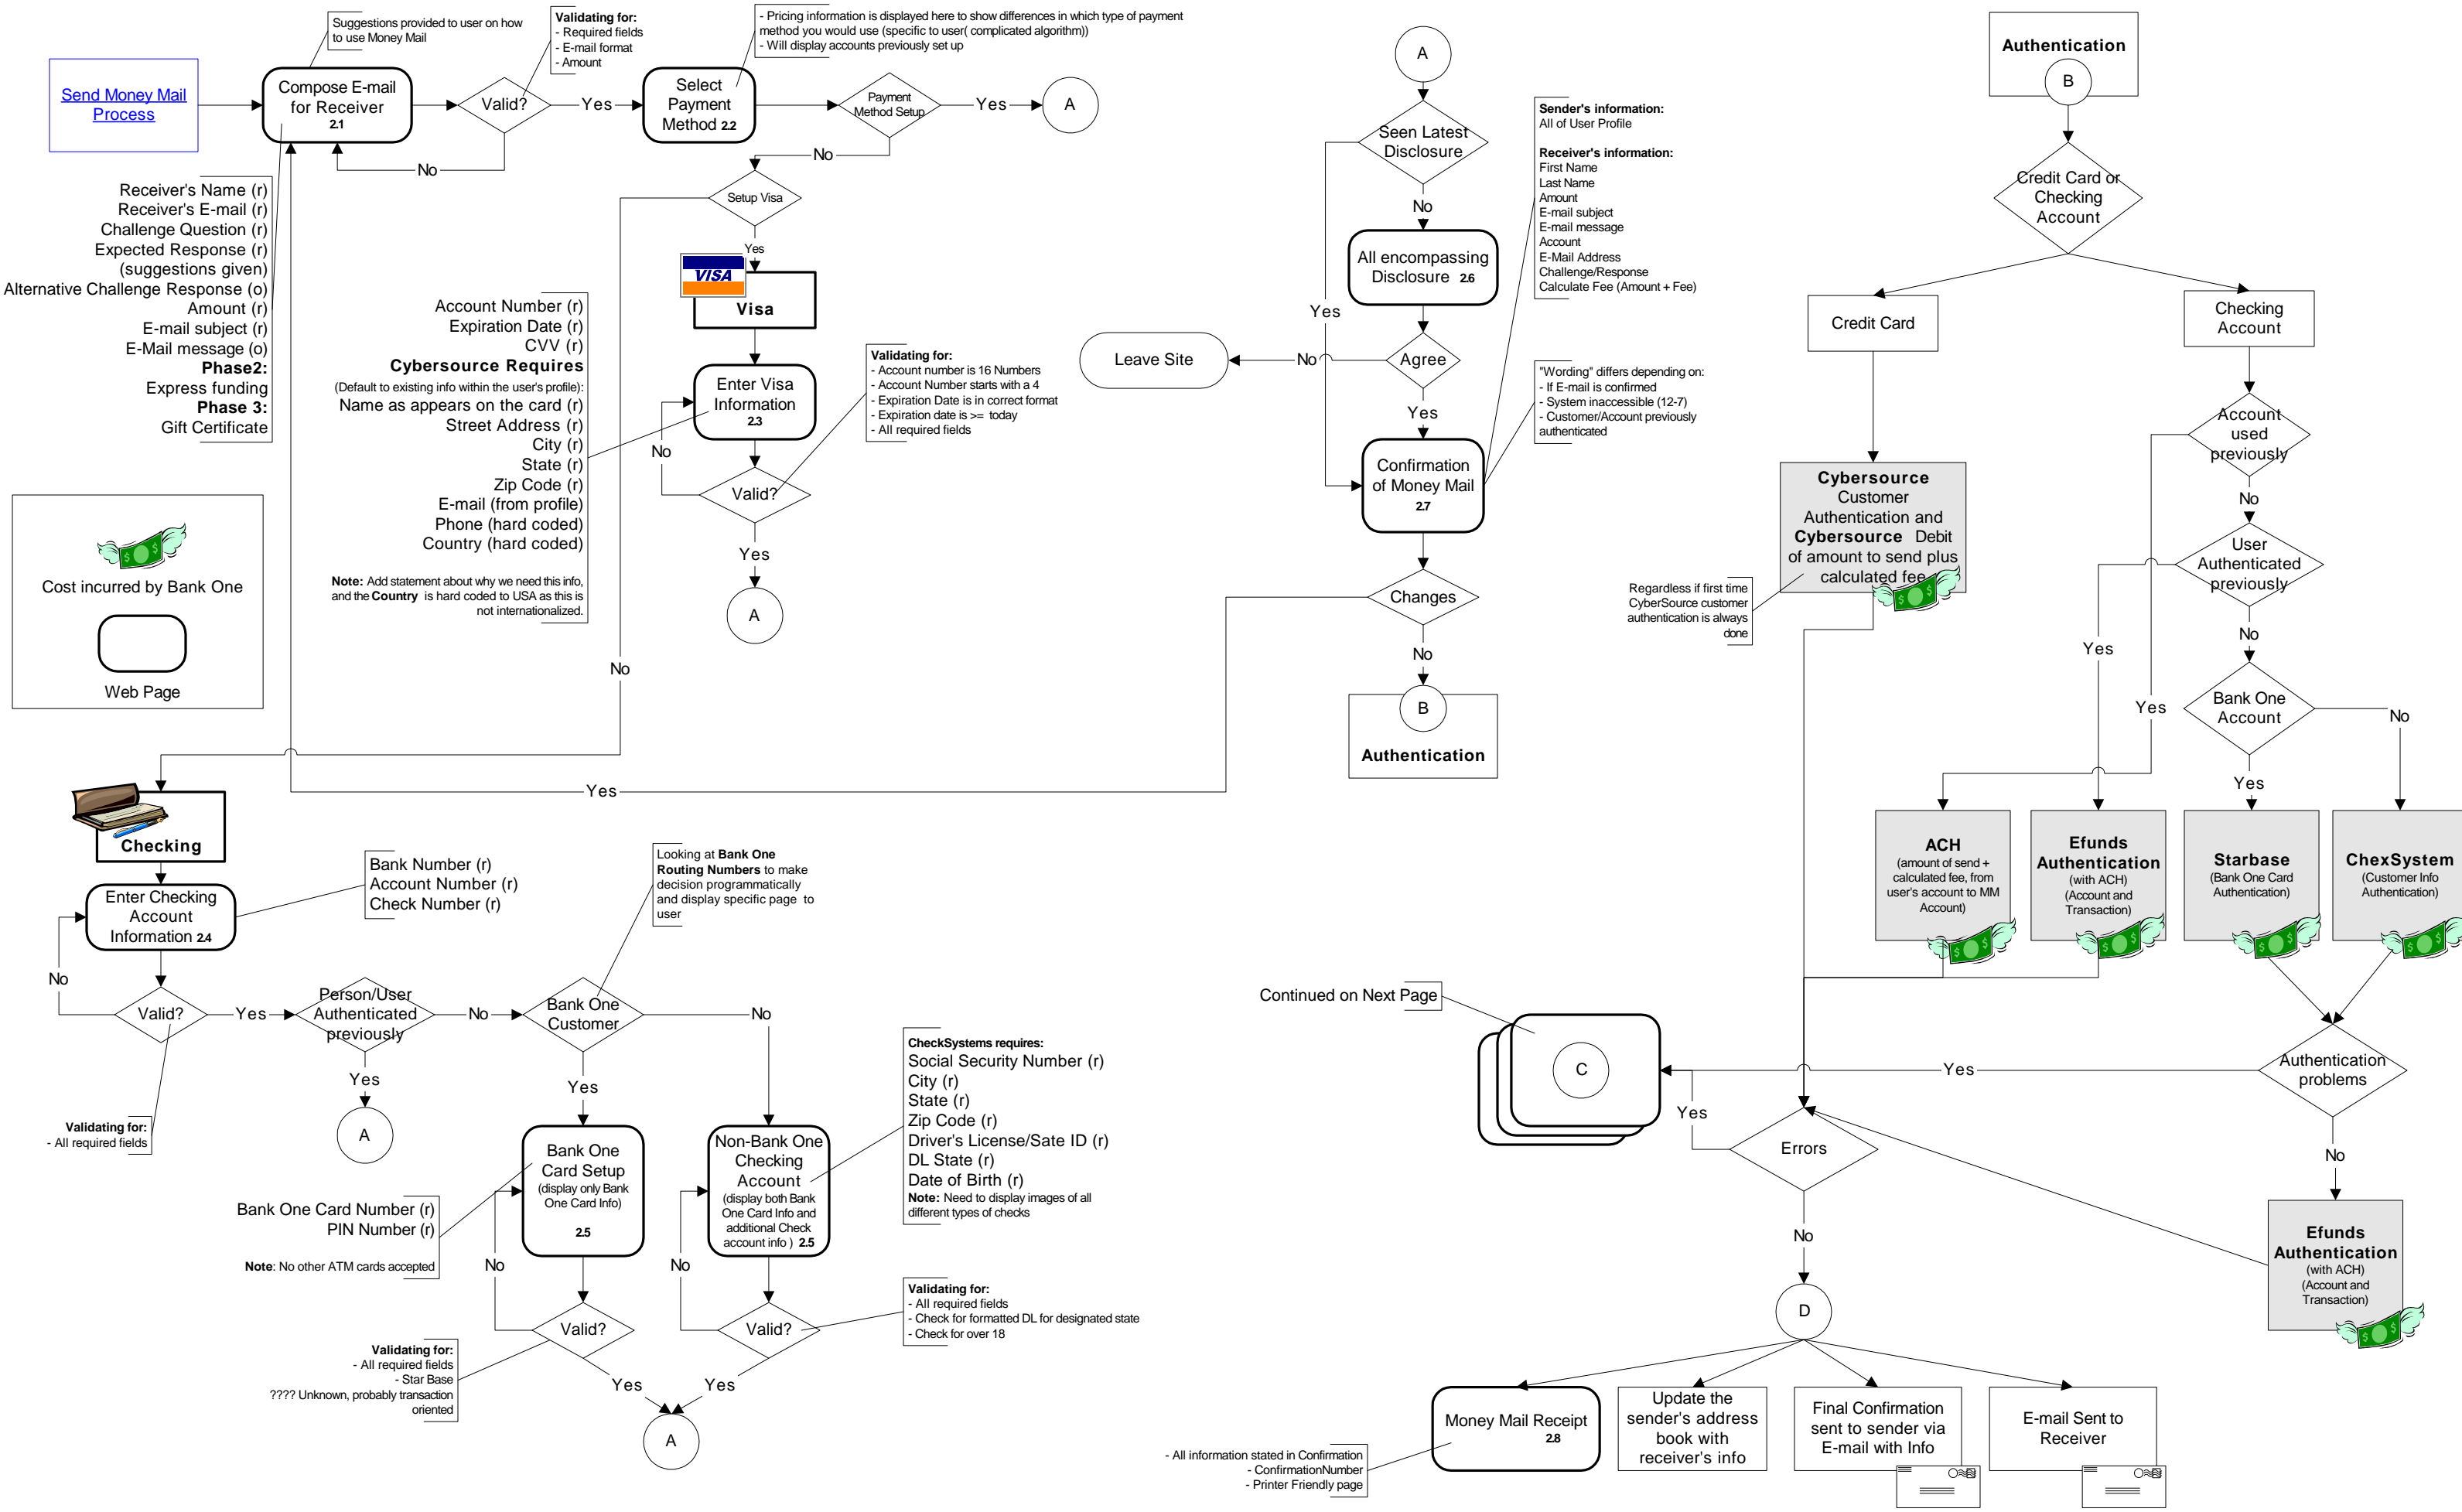 Send Money Mail
Process
Suggestions provided to user on how
to use Money Mail
Compose E-mail
for Receiver
2.1
Validating for:
- Required fields
- E-mail format
- Amount
Valid?
Yes
No
- Pricing information is displayed here to show differences in which type of payment
method you would use (specific to user( complicated algorithm))
- Will display accounts previously set up
Select
Payment
Method 2.2
Payment
Method Setup
Yes
A
No
Receiver's Name (r)
Receiver's E-mail (r)
Challenge Question (r)
Expected Response (r)
(suggestions given)
Alternative Challenge Response (o)
Amount (r)
E-mail subject (r)
E-Mail message (o)
Phase2:
Express funding
Phase 3:
Gift Certificate
Setup Visa
Yes
No
VISA
Visa
Account Number (r)
Expiration Date (r)
CVV (r)
Cybersource Requires
(Default to existing info within the user's profile):
Name as appears on the card (r)
Street Address (r)
City (r)
State (r)
Zip Code (r)
E-mail (from profile)
Phone (hard coded)
Country (hard coded)
Note: Add statement about why we need this info,
and the Country is hard coded to USA as this is
not internationalized.
Enter Visa
Information
2.3
No
Valid?
Yes
A
Validating for:
- Account number is 16 Numbers
- Account Number starts with a 4
- Expiration Date is in correct format
- Expiration date is >= today
- All required fields
Cost incurred by Bank One
Web Page
Checking
Enter Checking
Account
Information 2.4
Bank Number (r)
Account Number (r)
Check Number (r)
No
Valid?
Yes
Validating for:
- All required fields
Person/User
Authenticated
previously
No
Yes
A
Looking at Bank One
Routing Numbers to make
decision programmatically
and display specific page to
user
Bank One
Customer
No
Yes
Bank One
Card Setup
(display only Bank
One Card Info)
2.5
Bank One Card Number (r)
PIN Number (r)
Note: No other ATM cards accepted
No
Valid?
Validating for:
- All required fields
- Star Base
???? Unknown, probably transaction
oriented
Yes
Non-Bank One
Checking
Account
(display both Bank
One Card Info and
additional Check
account info ) 2.5
CheckSystems requires:
Social Security Number (r)
City (r)
State (r)
Zip Code (r)
Driver's License/Sate ID (r)
DL State (r)
Date of Birth (r)
Note: Need to display images of all
different types of checks
No
Valid?
Validating for:
- All required fields
- Check for formatted DL for designated state
- Check for over 18
Yes
A
A
Seen Latest
Disclosure
No
Yes
All encompassing
Disclosure 2.6
Agree
No
Leave Site
Yes
Confirmation
of Money Mail
2.7
Sender's information:
All of User Profile
Receiver's information:
First Name
Last Name
Amount
E-mail subject
E-mail message
Account
E-Mail Address
Challenge/Response
Calculate Fee (Amount + Fee)
"Wording" differs depending on:
- If E-mail is confirmed
- System inaccessible (12-7)
- Customer/Account previously
authenticated
Changes
Yes
No
B
Authentication
Authentication
B
Credit Card or
Checking
Account
Credit Card
Checking
Account
Cybersource
Customer
Authentication and
Cybersource Debit
of amount to send plus
calculated fee
Regardless if first time
CyberSource customer
authentication is always
done
Account
used
previously
No
Yes
User
Authenticated
previously
No
Yes
Bank One
Account
No
Yes
ACH
(amount of send +
calculated fee, from
user's account to MM
Account)
Efunds
Authentication
(with ACH)
(Account and
Transaction)
Starbase
(Bank One Card
Authentication)
ChexSystem
(Customer Info
Authentication)
Continued on Next Page
C
Yes
Authentication
problems
Yes
No
Errors
No
Efunds
Authentication
(with ACH)
(Account and
Transaction)
D
Money Mail Receipt
2.8
- All information stated in Confirmation
- ConfirmationNumber
- Printer Friendly page
Update the
sender's address
book with
receiver's info
Final Confirmation
sent to sender via
E-mail with Info
E-mail Sent to
Receiver